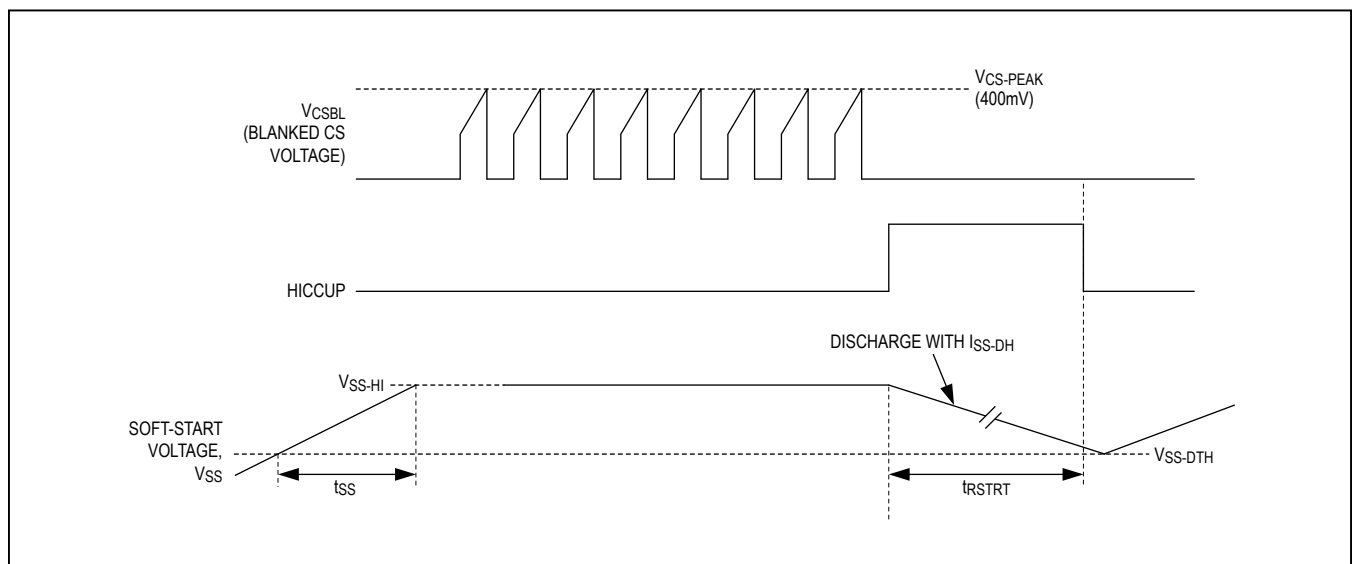 VCS-PEAK
(400mV)
VCSBL
(BLANKED CS
VOLTAGE)
HICCUP
DISCHARGE WITH ISS-DH
VSS-HI
SOFT-START
VOLTAGE,
VSS
VSS-DTH
tSS
tRSTRT